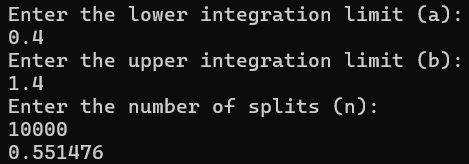 Enter the lower integration limit (a):
0.4
Enter the upper integration limit (b):
1.4
Enter the number of splits (n):
10000
0.551476